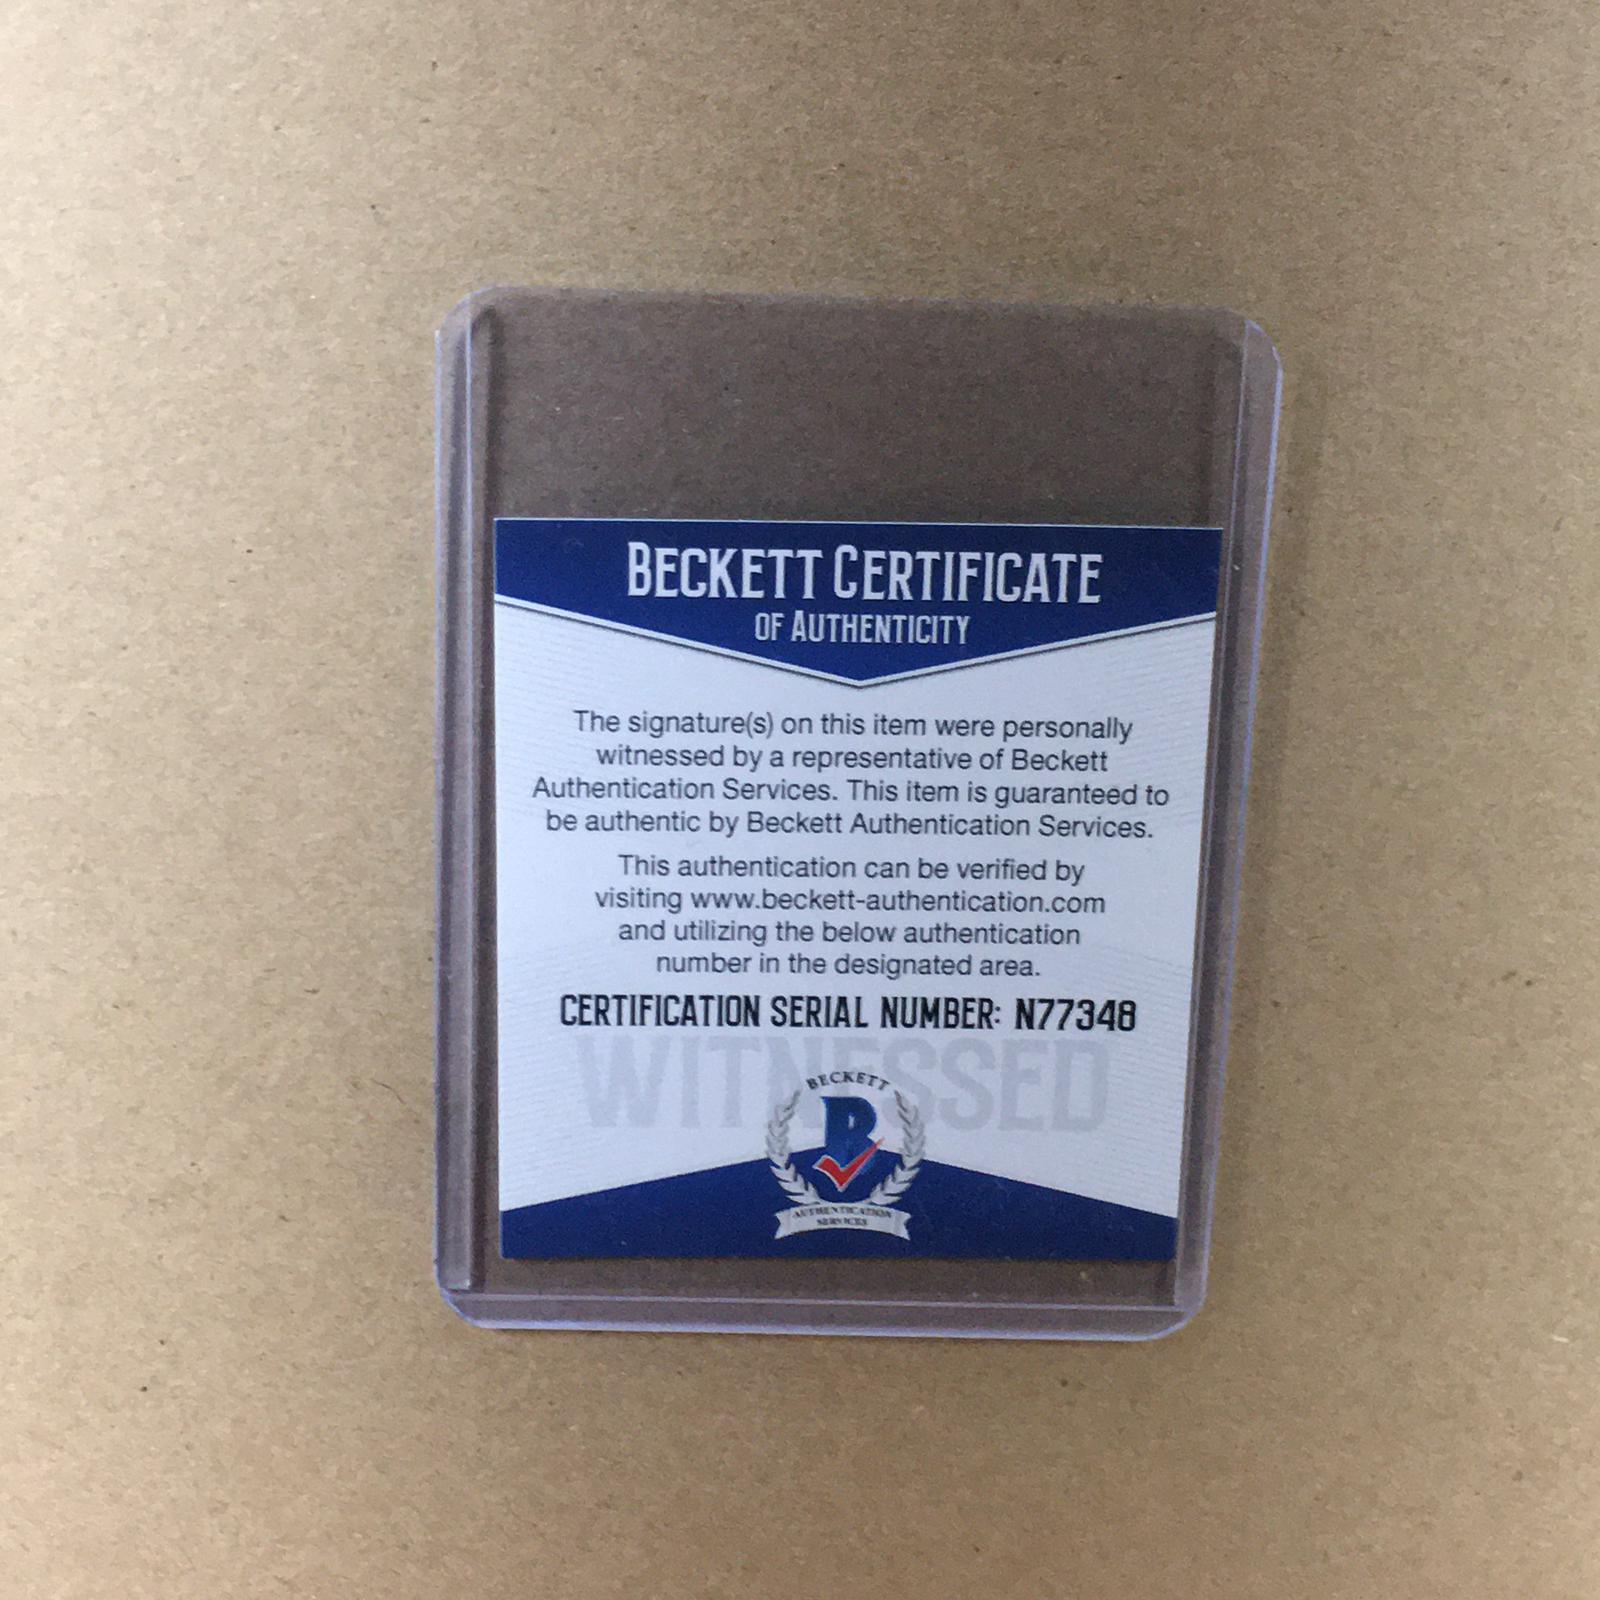 BECKETT CERTIFICATE
OF AUTHENTICITY
The signature(s) on this item were personally
witnessed by a representative of Beckett
Authentication Services. This item is guaranteed to
be authentic by Beckett Authentication Services.
This authentication can be verified by
visiting www.beckett-authentication.com
and utilizing the below authentication
number in the designated area.
CERTIFICATION SERIAL NUMBER: N77348
WITNESSED
BECKETT
B
AUTHENTICATION
SERVICES